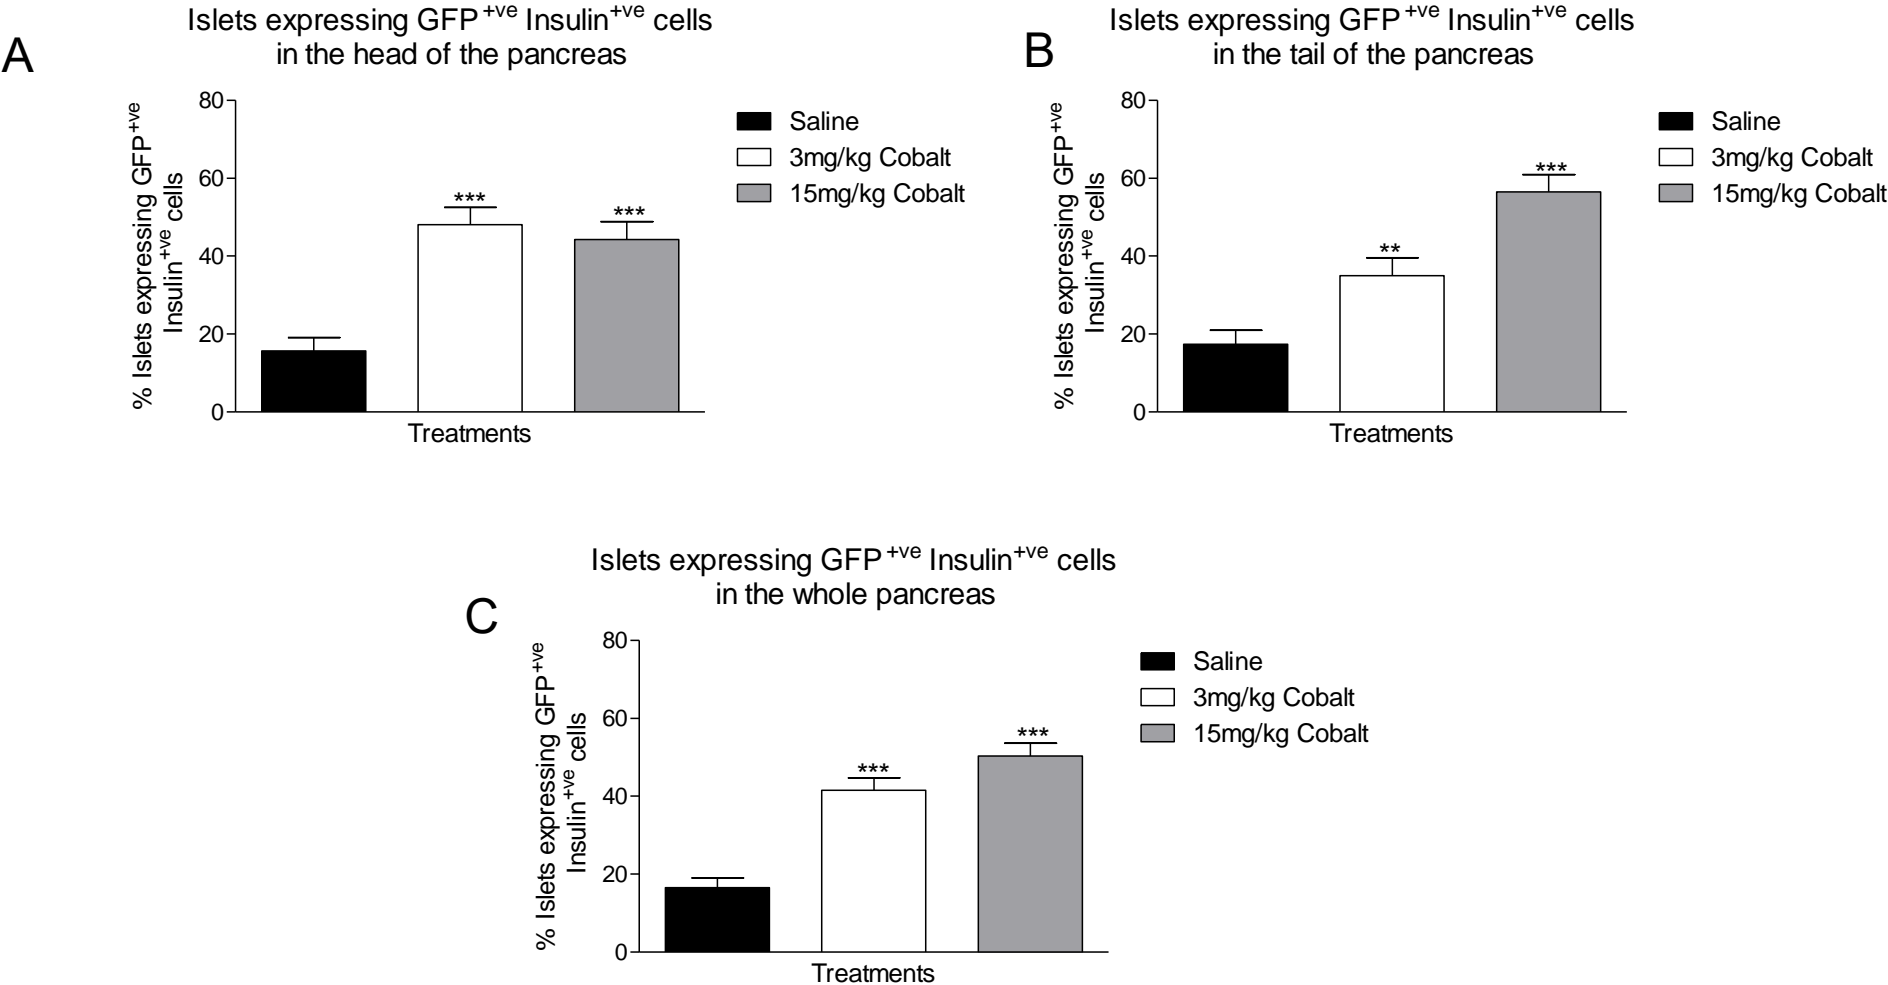 A
Islets expressing GFP+ve Insulin+ve cells
in the head of the pancreas
% Islets expressing GFP+ve
Insulin+ve cells
80
60
40
20
0
***
***
Treatments
Saline
3mg/kg Cobalt
15mg/kg Cobalt
B
Islets expressing GFP+ve Insulin+ve cells
in the tail of the pancreas
% Islets expressing GFP+ve
Insulin+ve cells
80
60
40
20
0
**
***
Treatments
Saline
3mg/kg Cobalt
15mg/kg Cobalt
C
Islets expressing GFP+ve Insulin+ve cells
in the whole pancreas
% Islets expressing GFP+ve
Insulin+ve cells
80
60
40
20
0
***
***
Treatments
Saline
3mg/kg Cobalt
15mg/kg Cobalt